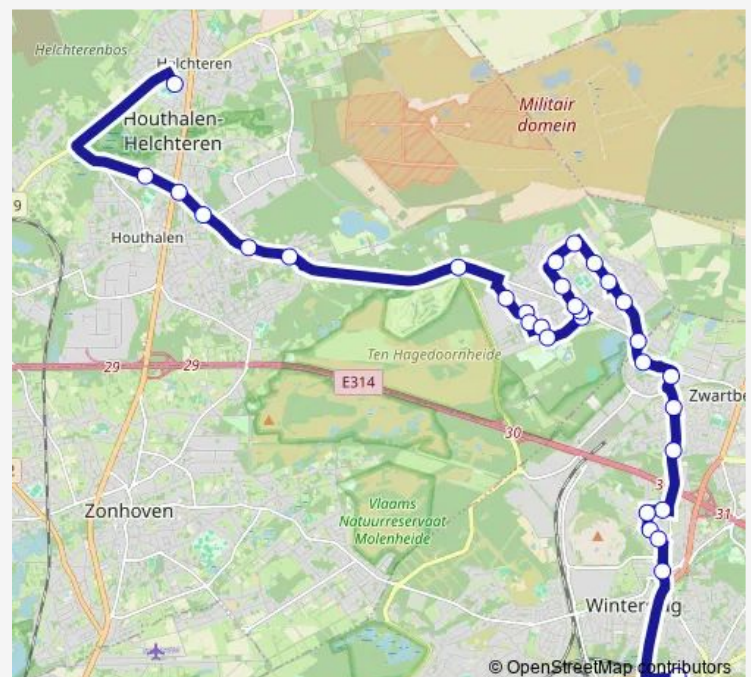 Helchterenbos
Helchteren
Militair
domein
Houthalen-
Helchteren
9
Houthalen
Ten Hagedoornheide
29
29
E314
Zwartbe
30
3
31
Vlaams
Natuurreservaat
Molenheide
Zonhoven
© OpenStreetMap contributors